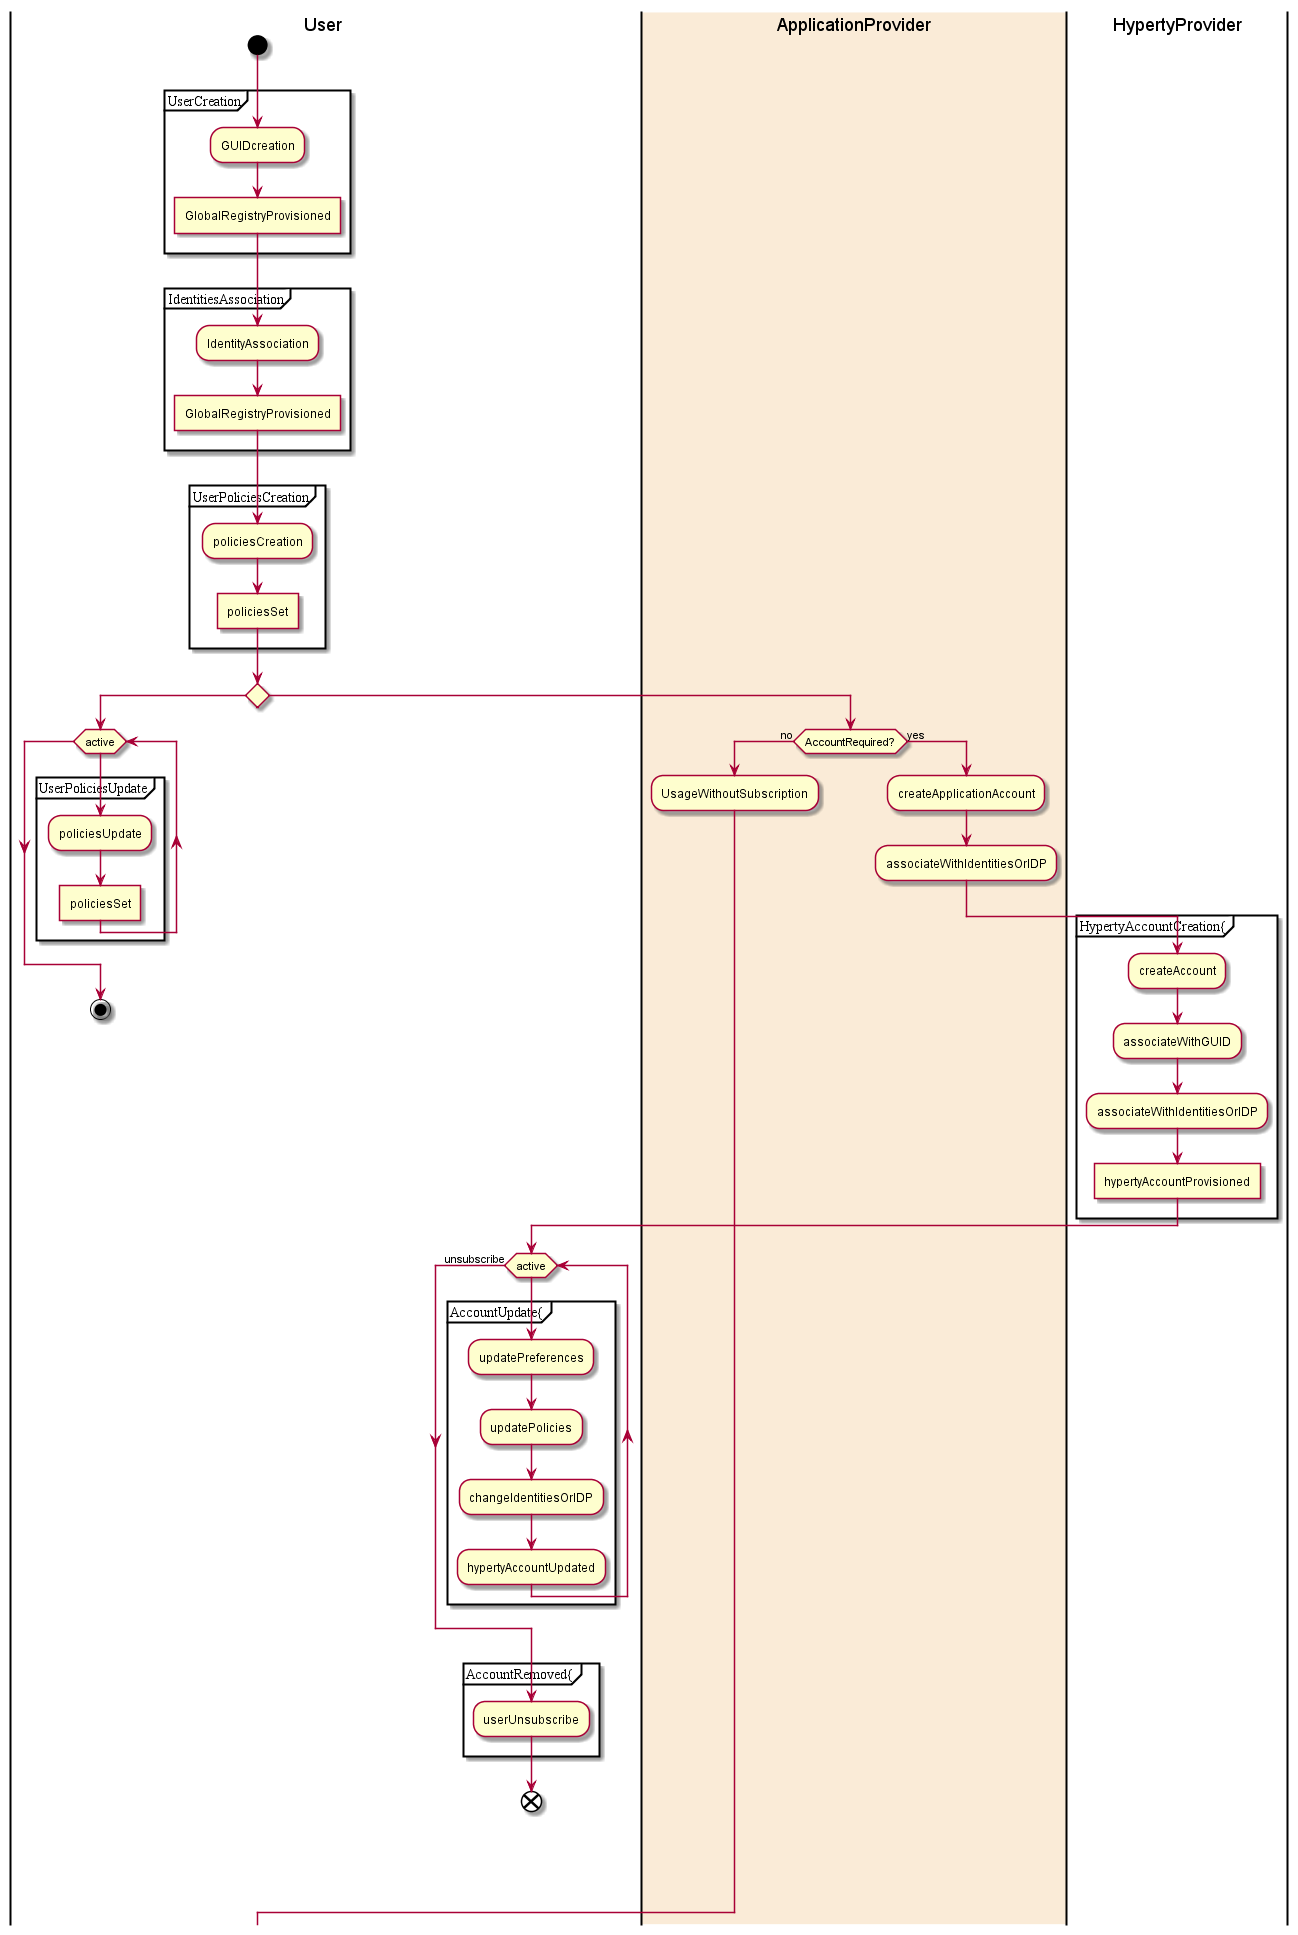 User
ApplicationProvider
HypertyProvider
UserCreation
GUIDcreation
GlobalRegistryProvisioned
IdentitiesAssociation
IdentityAssociation
GlobalRegistryProvisioned
UserPoliciesCreation
policiesCreation
policiesSet
active
no
AccountRequired?
yes
UserPoliciesUpdate
UsageWithoutSubscription
createApplicationAccount
policiesUpdate
associateWithIdentitiesOrIDP
policiesSet
HypertyAccountCreation{
createAccount
associateWithGUID
associateWithIdentitiesOrIDP
hypertyAccountProvisioned
unsubscribe
active
AccountUpdate{
updatePreferences
updatePolicies
changeIdentitiesOrIDP
hypertyAccountUpdated
AccountRemoved{
userUnsubscribe